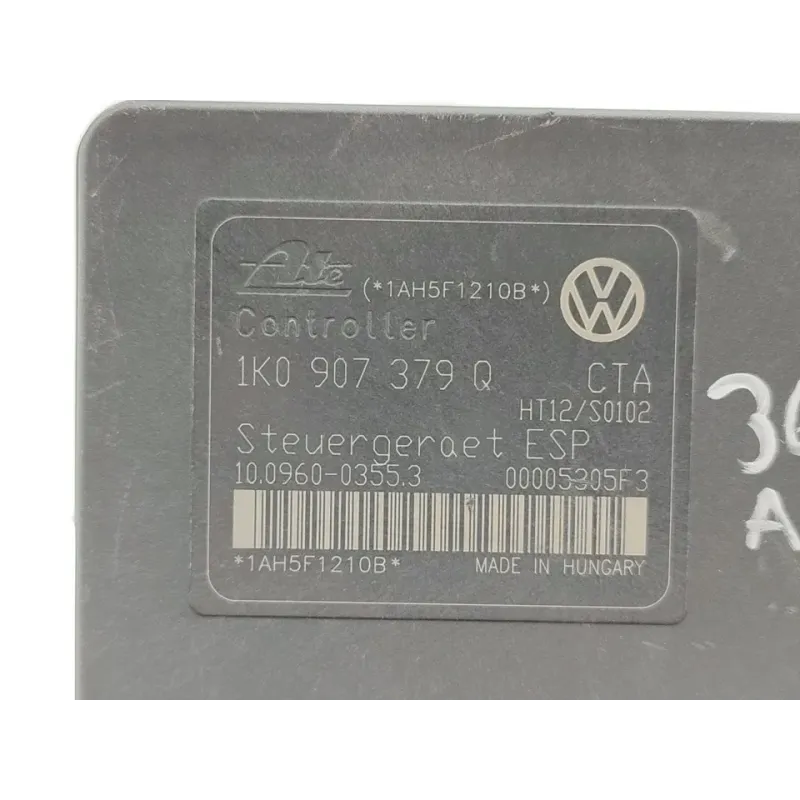 Ate (*1AH5F1210B*)
Controller
1K0 907 379 Q CTA
HT12/S0102
Steuergeraet ESP
10.0960-0355.3 00005305F3
*1AH5F1210B* MADE IN HUNGARY